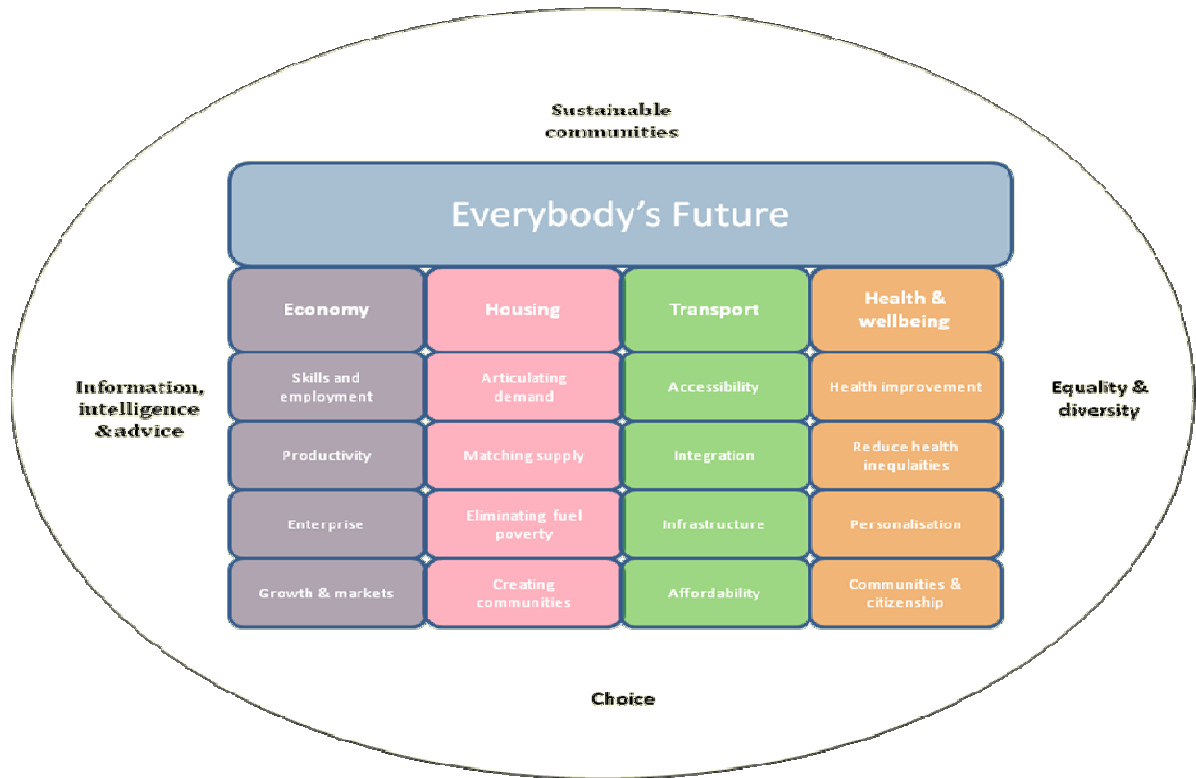 Sustainable
communities
Everybody's Future
Economy
Housing
Transport
Health &
wellbeing
Skills and
employment
Articulating
demand
Accessibility
Health improvement
Information,
intelligence
& advice
Equality &
diversity
Productivity
Matching supply
Integration
Reduce health
inequlaities
Enterprise
Eliminating fuel
poverty
Infrastructure
Personalisation
Growth & markets
Creating
communities
Affordability
Communities &
citizenship
Choice